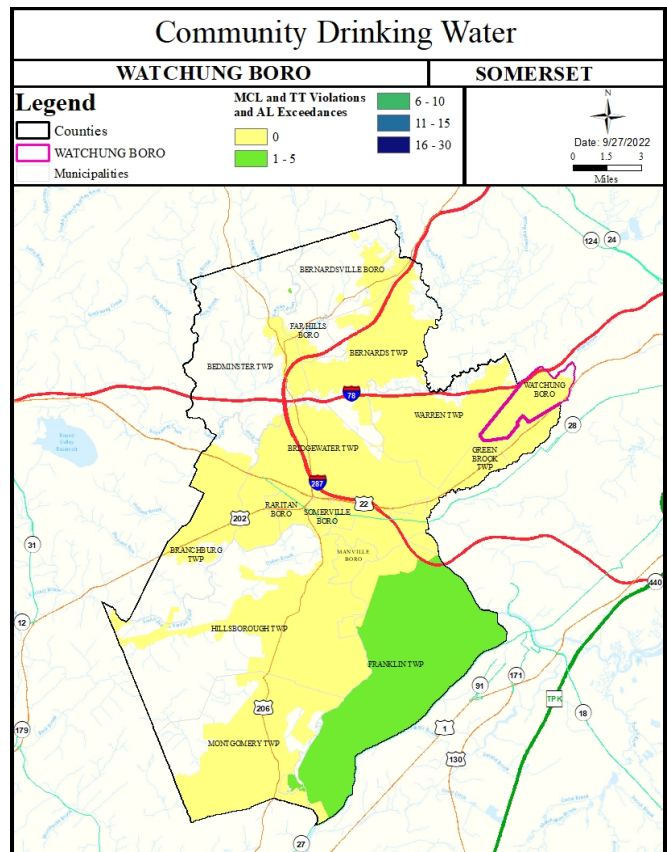 Community Drinking Water
WATCHUNG BORO
SOMERSET
Legend
Counties
WATCHUNG BORO
Municipalities
MCL and TT Violations
and AL Exceedances
0
1 - 5
6 - 10
11 - 15
16 - 30
N
Date: 9/27/2022
0 1.5 3
Miles
124
24
BERNARDSVILLE BORO
FAR HILLS
BORO
BERNARDS TWP
BEDMINSTER TWP
78
WATCHUNG
BORO
WARREN TWP
28
BRIDGEWATER TWP
GREEN
BROOK
TWP
287
22
RARITAN
BORO
SOMERVILLE
BORO
202
31
BRANCHBURG
TWP
MANVILLE
BORO
440
12
HILLSBOROUGH TWP
FRANKLIN TWP
171
91
TPK
206
18
179
MONTGOMERY TWP
1
130
27